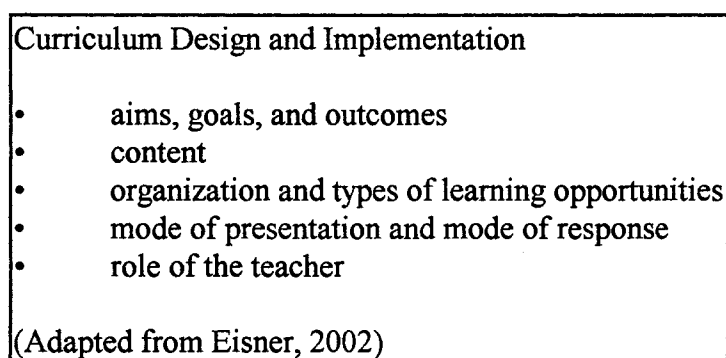 Curriculum Design and Implementation
• aims, goals, and outcomes
• content
• organization and types of learning opportunities
• mode of presentation and mode of response
• role of the teacher
(Adapted from Eisner, 2002)